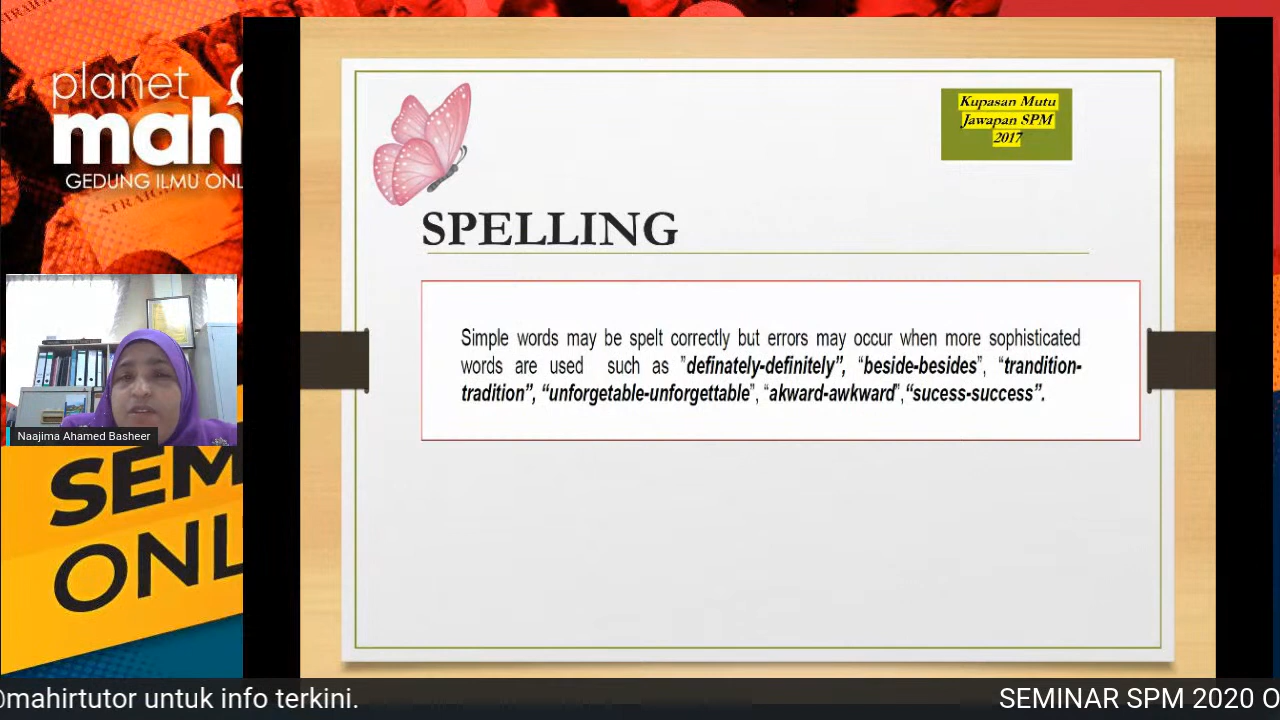 planet
mah
GEDUNG ILMU ONL
Kupasan Mutu
Jawapan SPM
2017
SPELLING
Simple words may be spelt correctly but errors may occur when more sophisticated
words are used such as "definately-definitely", "beside-besides", "trandition-
tradition", "unforgetable-unforgettable", "akward-awkward", "sucess-success".
Naajima Ahamed Basheer
SEM
ONL
@mahirtutor untuk info terkini.
SEMINAR SPM 2020 O